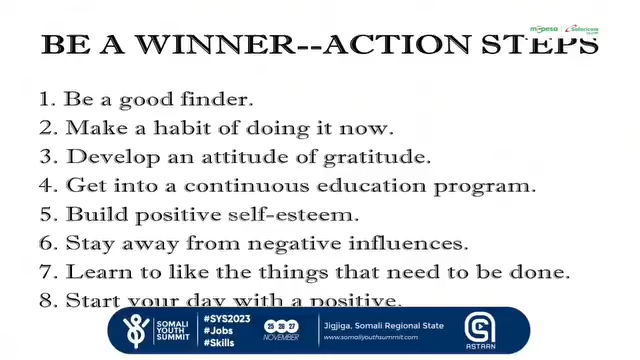 m-pesa Safaricom
BE A WINNER--ACTION STEPS
1. Be a good finder.
2. Make a habit of doing it now.
3. Develop an attitude of gratitude.
4. Get into a continuous education program.
5. Build positive self-esteem.
6. Stay away from negative influences.
7. Learn to like the things that need to be done.
8. Start your day with a positive.
SOMALI
YOUTH
SUMMIT
#SYS2023
#Jobs
#Skills
25 26 27
NOVEMBER
Jigjiga, Somali Regional State
www.somaliyouthsummit.com
ASTRAN